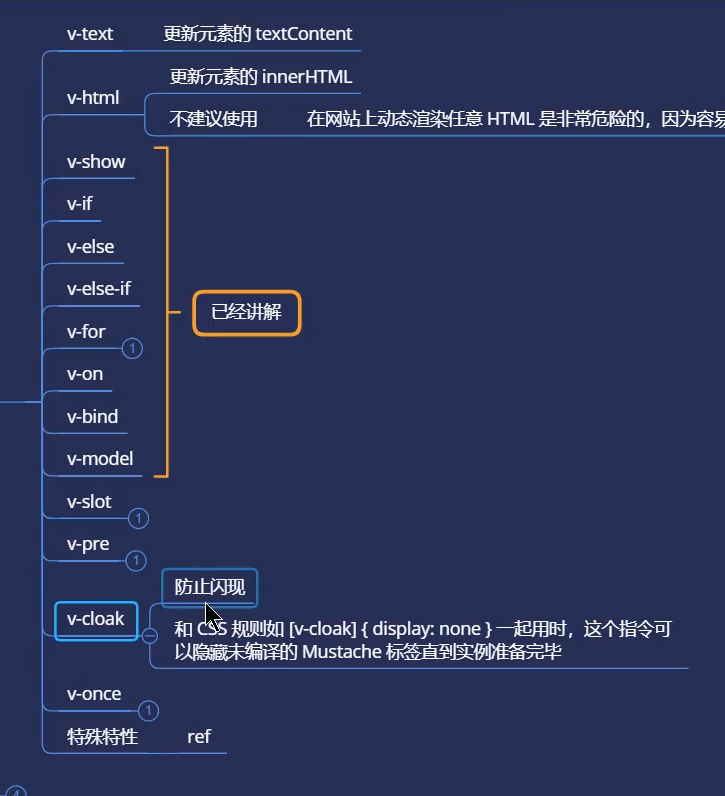 v-text 更新元素的 textContent
更新元素的 innerHTML
v-html
不建议使用 在网站上动态渲染任意 HTML 是非常危险的，因为容易
v-show
v-if
v-else
v-else-if
已经讲解
v-for 1
v-on
v-bind
v-model
v-slot 1
v-pre 1
防止闪现
v-cloak
和 CSS 规则如 [v-cloak] { display: none } 一起用时，这个指令可
以隐藏未编译的 Mustache 标签直到实例准备完毕
v-once 1
特殊特性 ref
4